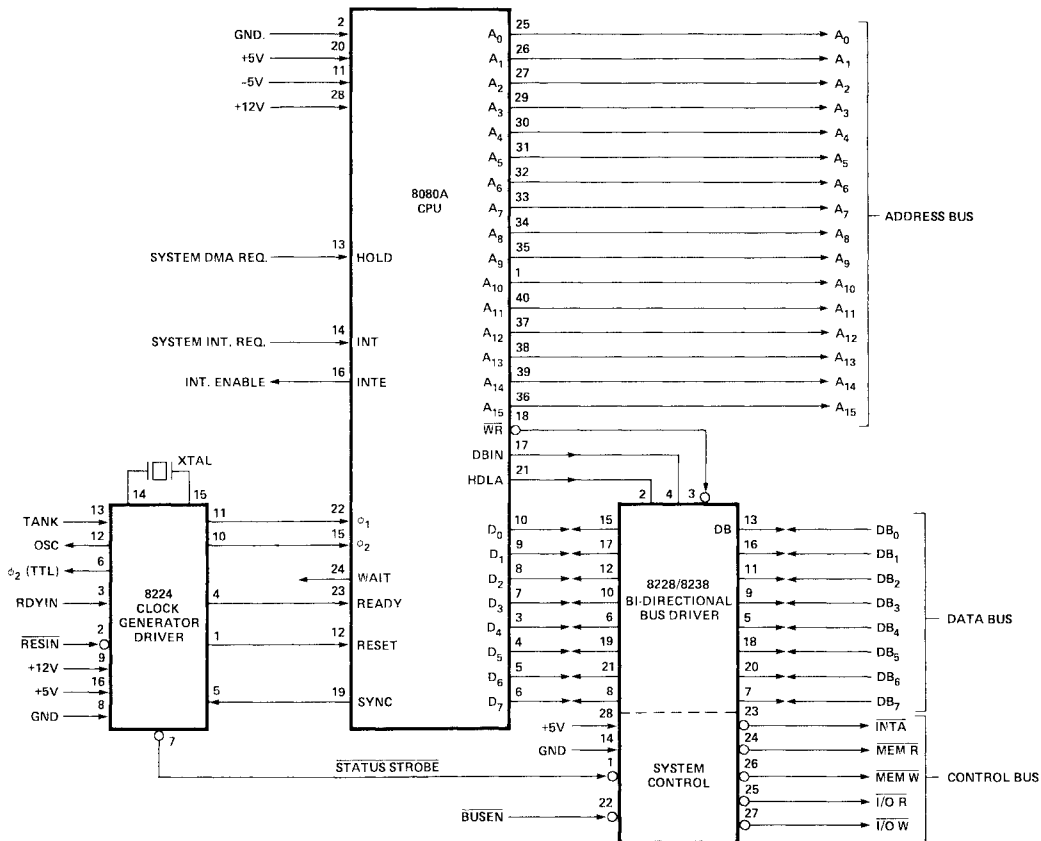 2
GND.
20
+5V
11
-5V
28
+12V
8080A
CPU
A0 25 A0
A1 26 A1
A2 27 A2
A3 29 A3
A4 30 A4
A5 31 A5
A6 32 A6
A7 33 A7
A8 34 A8
A9 35 A9
A10 1 A10
A11 40 A11
A12 37 A12
A13 38 A13
A14 39 A14
A15 36 A15
ADDRESS BUS
SYSTEM DMA REQ. 13 HOLD
SYSTEM INT. REQ. 14 INT
INT. ENABLE 16 INTE
WR 18
DBIN 17
HDLA 21
2 4 3
XTAL
14 15
TANK 13
OSC 12
φ2 (TTL) 6
RDYIN 3
RESIN 2
+12V 9
+5V 16
GND 8
8224
CLOCK
GENERATOR
DRIVER
11 22 φ1
10 15 φ2
24 WAIT
4 23 READY
1 12 RESET
5 19 SYNC
7
D0 10 15 DB 13 DB0
D1 9 17 16 DB1
D2 8 12 11 DB2
D3 7 10 9 DB3
D4 3 6 5 DB4
D5 4 19 18 DB5
D6 5 21 20 DB6
D7 6 8 7 DB7
8228/8238
BI-DIRECTIONAL
BUS DRIVER
DATA BUS
+5V 28
GND 14
STATUS STROBE 1
BUSEN 22
SYSTEM
CONTROL
23 INTA
24 MEM R
26 MEM W
25 I/O R
27 I/O W
CONTROL BUS